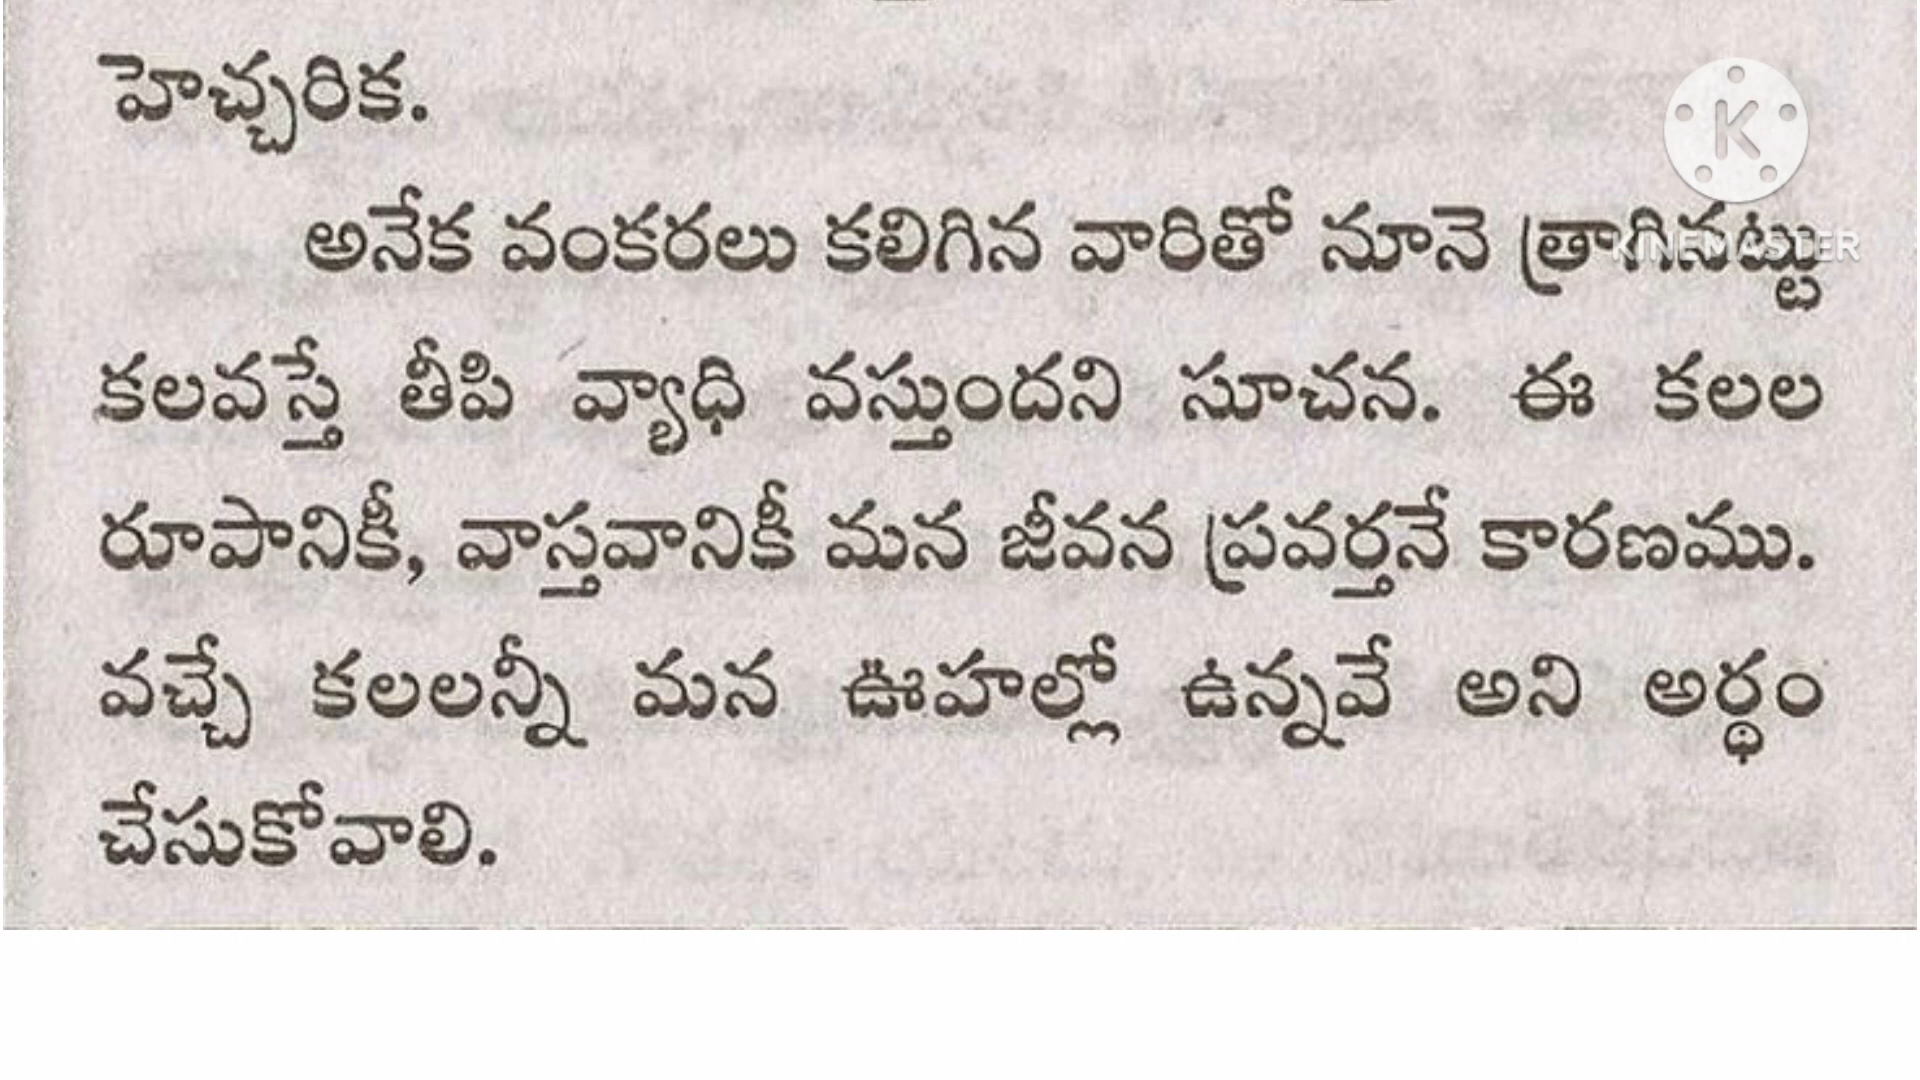 హెచ్చరిక.
అనేక వంకరలు కలిగిన వారితో నూనె త్రాగినట్టు
కలవస్తే తీపి వ్యాధి వస్తుందని సూచన. ఈ కలల
రూపానికీ, వాస్తవానికీ మన జీవన ప్రవర్తనే కారణము.
వచ్చే కలలన్నీ మన ఊహల్లో ఉన్నవే అని అర్థం
చేసుకోవాలి.
K
KINEMASTER